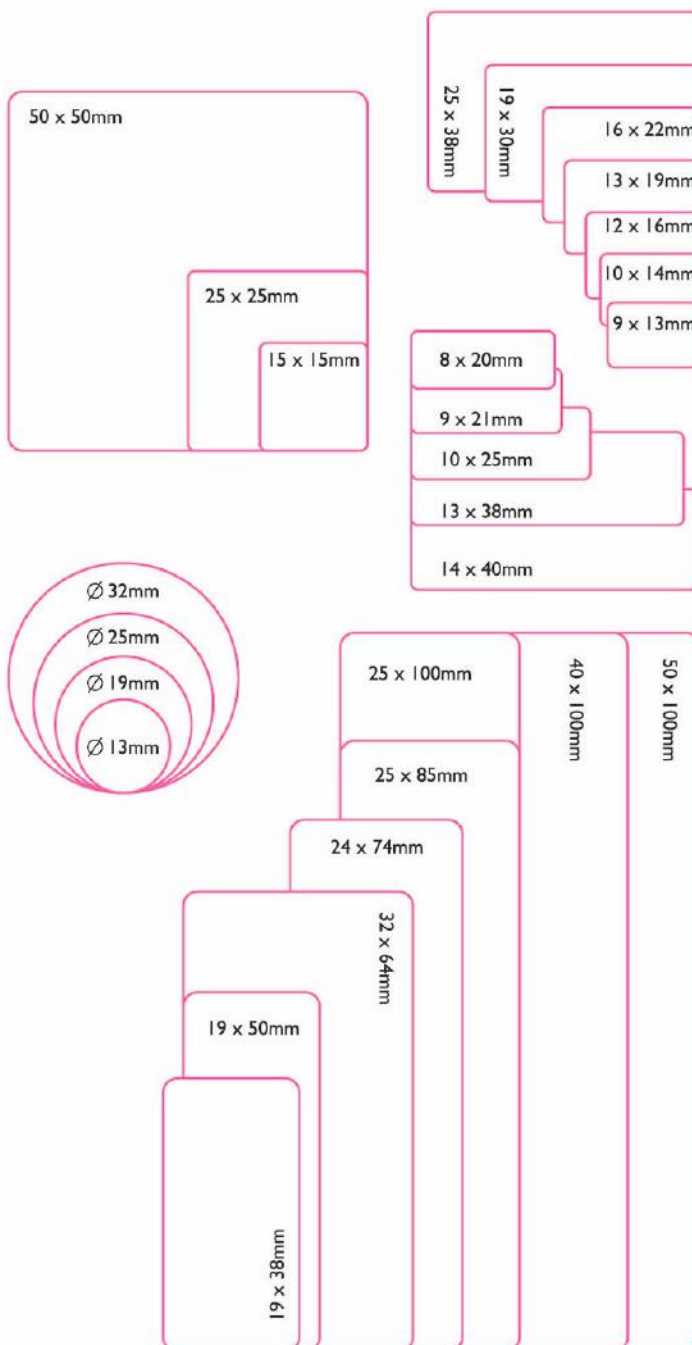 50 x 50mm
25 x 25mm
15 x 15mm
25 x 38mm
19 x 30mm
16 x 22mm
13 x 19mm
12 x 16mm
10 x 14mm
9 x 13mm
8 x 20mm
9 x 21mm
10 x 25mm
13 x 38mm
14 x 40mm
∅ 32mm
∅ 25mm
∅ 19mm
∅ 13mm
25 x 100mm
40 x 100mm
50 x 100mm
25 x 85mm
24 x 74mm
32 x 64mm
19 x 50mm
19 x 38mm